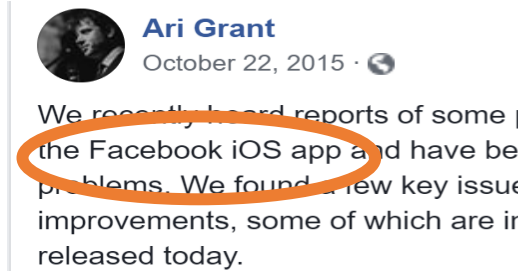 Ari Grant
October 22, 2015 ·
We recently heard reports of some
the Facebook iOS app and have be
problems. We found a few key issue
improvements, some of which are in
released today.